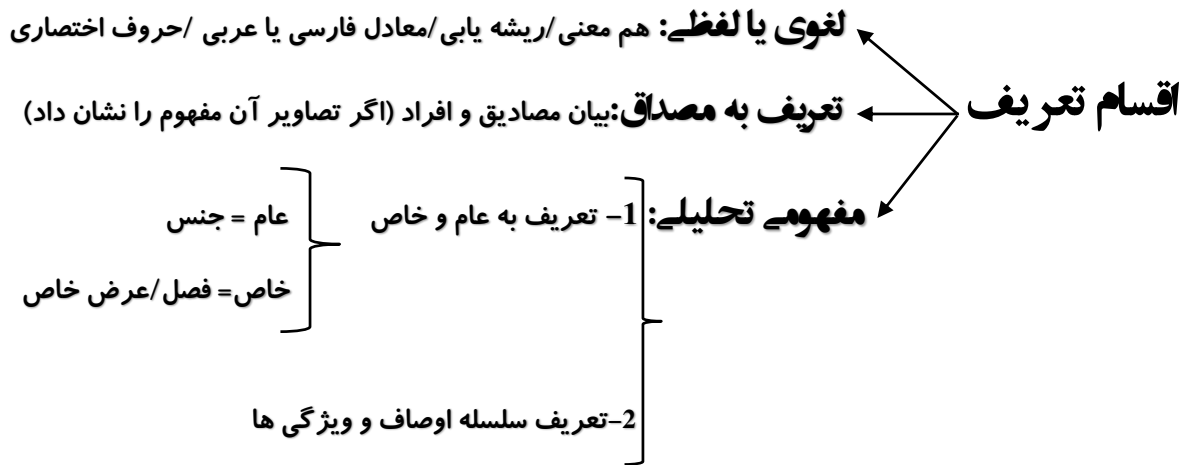 اقسام تعریف
لغوی یا لفظی: هم معنی/ریشه یابی/معادل فارسی یا عربی /حروف اختصاری
تعریف به مصداق:بیان مصادیق و افراد (اگر تصاویر آن مفهوم را نشان داد)
مفهومی تحلیلی: 1- تعریف به عام و خاص
عام = جنس
خاص= فصل/عرض خاص
2-تعریف سلسله اوصاف و ویژگی ها